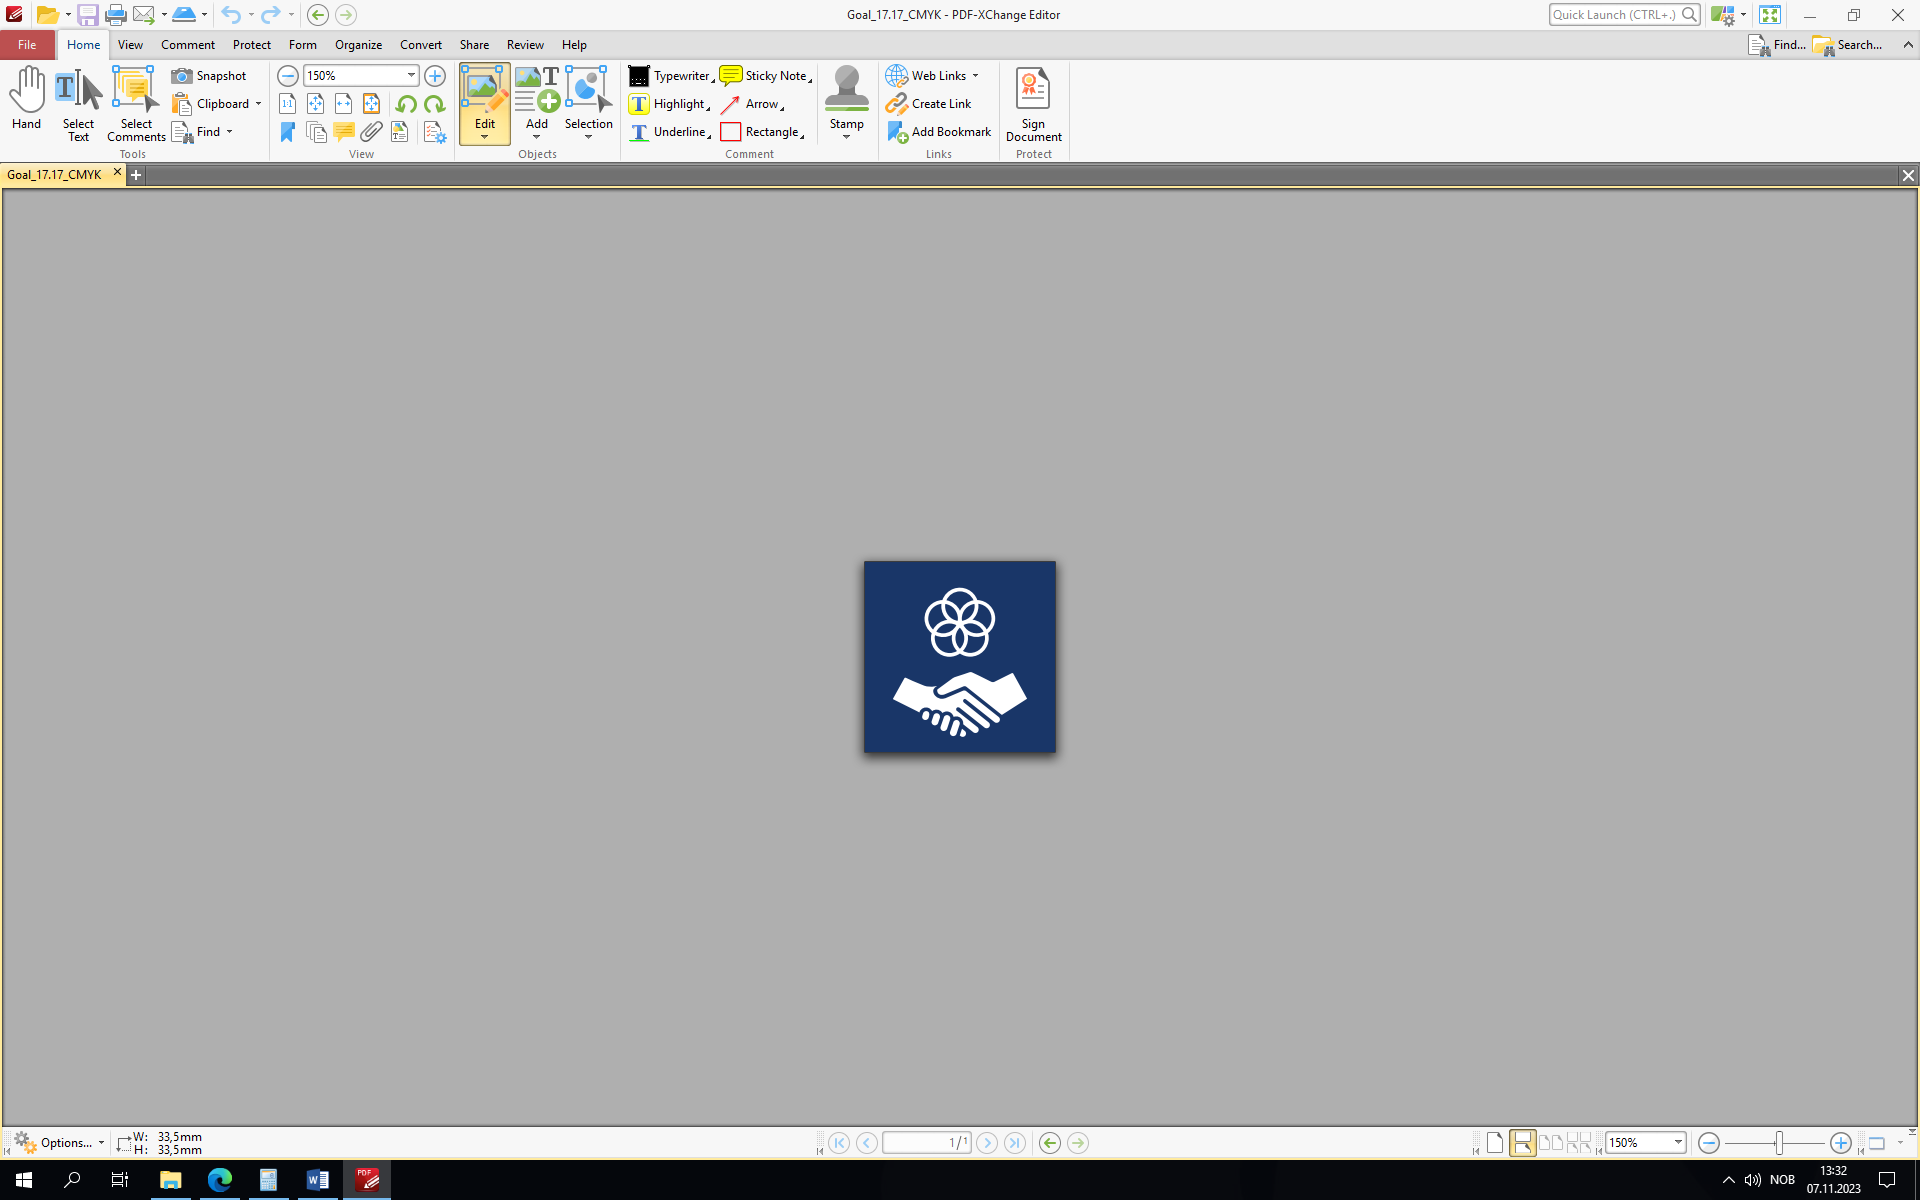 Goal_17.17_CMYK - PDF-XChange Editor
Quick Launch (CTRL+.)
File Home View Comment Protect Form Organize Convert Share Review Help Find... Search...
Hand
Select Text
Select Comments
Snapshot
Clipboard
Find
Tools
150%
1:1
View
Edit
Add
Selection
Objects
Typewriter Sticky Note
Highlight Arrow
Underline Rectangle
Stamp
Comment
Web Links
Create Link
Add Bookmark
Links
Sign Document
Protect
Goal_17.17_CMYK
Options...
W: 33,5mm
H: 33,5mm
1/1
150%
PDF
NOB
13:32
07.11.2023